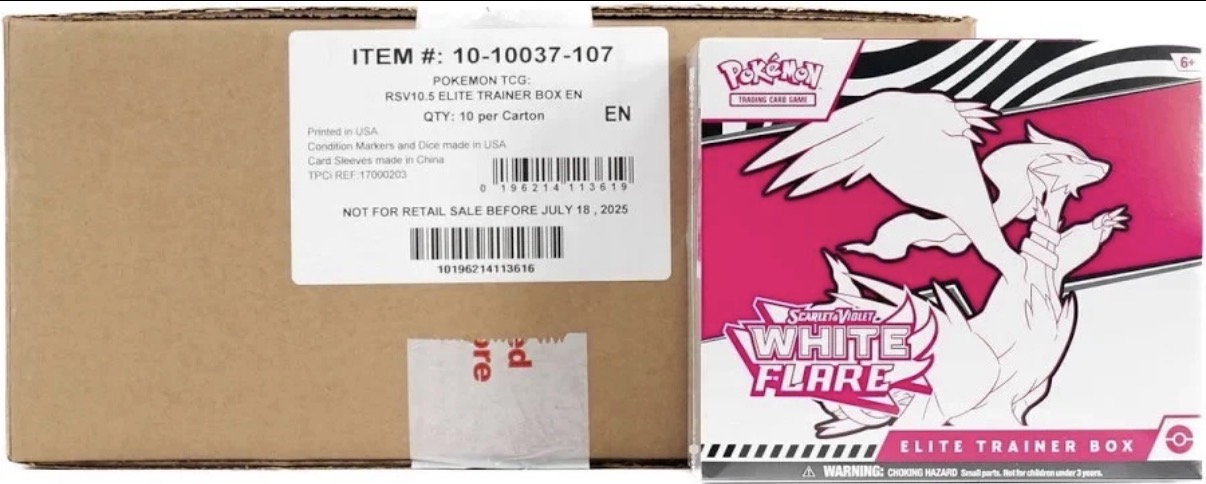 ITEM #: 10-10037-107
POKEMON TCG:
RSV10.5 ELITE TRAINER BOX EN
QTY: 10 per Carton
EN
Printed in USA
Condition Markers and Dice made in USA
Card Sleeves made in China
TPCi REF:17000203
0 196214 113619
NOT FOR RETAIL SALE BEFORE JULY 18 , 2025
10196214113616
ed
ore
POKéMON
TRADING CARD GAME
6+
SCARLET & VIOLET
WHITE
FLARE
ELITE TRAINER BOX
WARNING: CHOKING HAZARD Small parts. Not for children under 3 years.